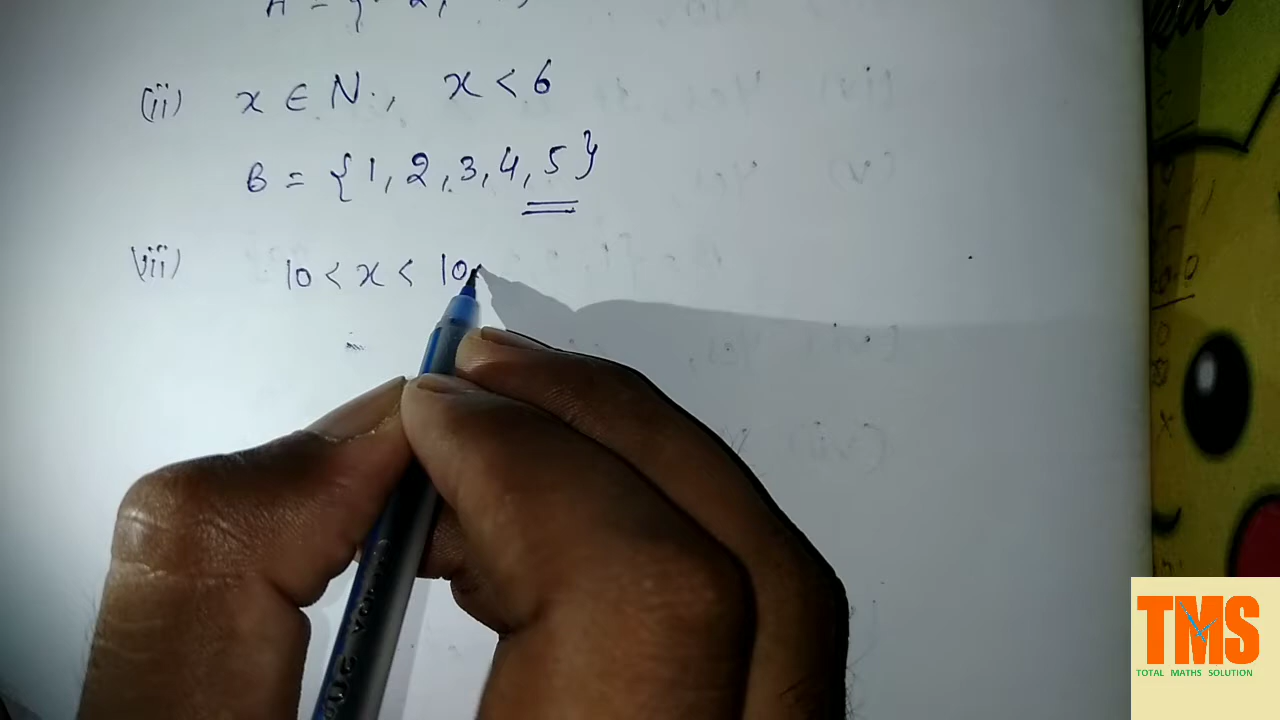 (ii) x ∈ N., x < 6
B = {1, 2, 3, 4, 5}
(iii) 10 < x < 10
TMS
TOTAL MATHS SOLUTION